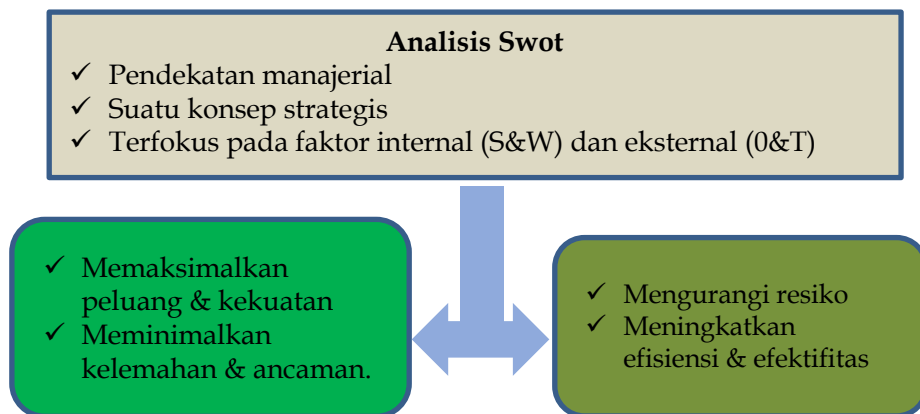 Analisis Swot
✓ Pendekatan manajerial
✓ Suatu konsep strategis
✓ Terfokus pada faktor internal (S&W) dan eksternal (0&T)
✓ Memaksimalkan
peluang & kekuatan
✓ Meminimalkan
kelemahan & ancaman.
✓ Mengurangi resiko
✓ Meningkatkan
efisiensi & efektifitas